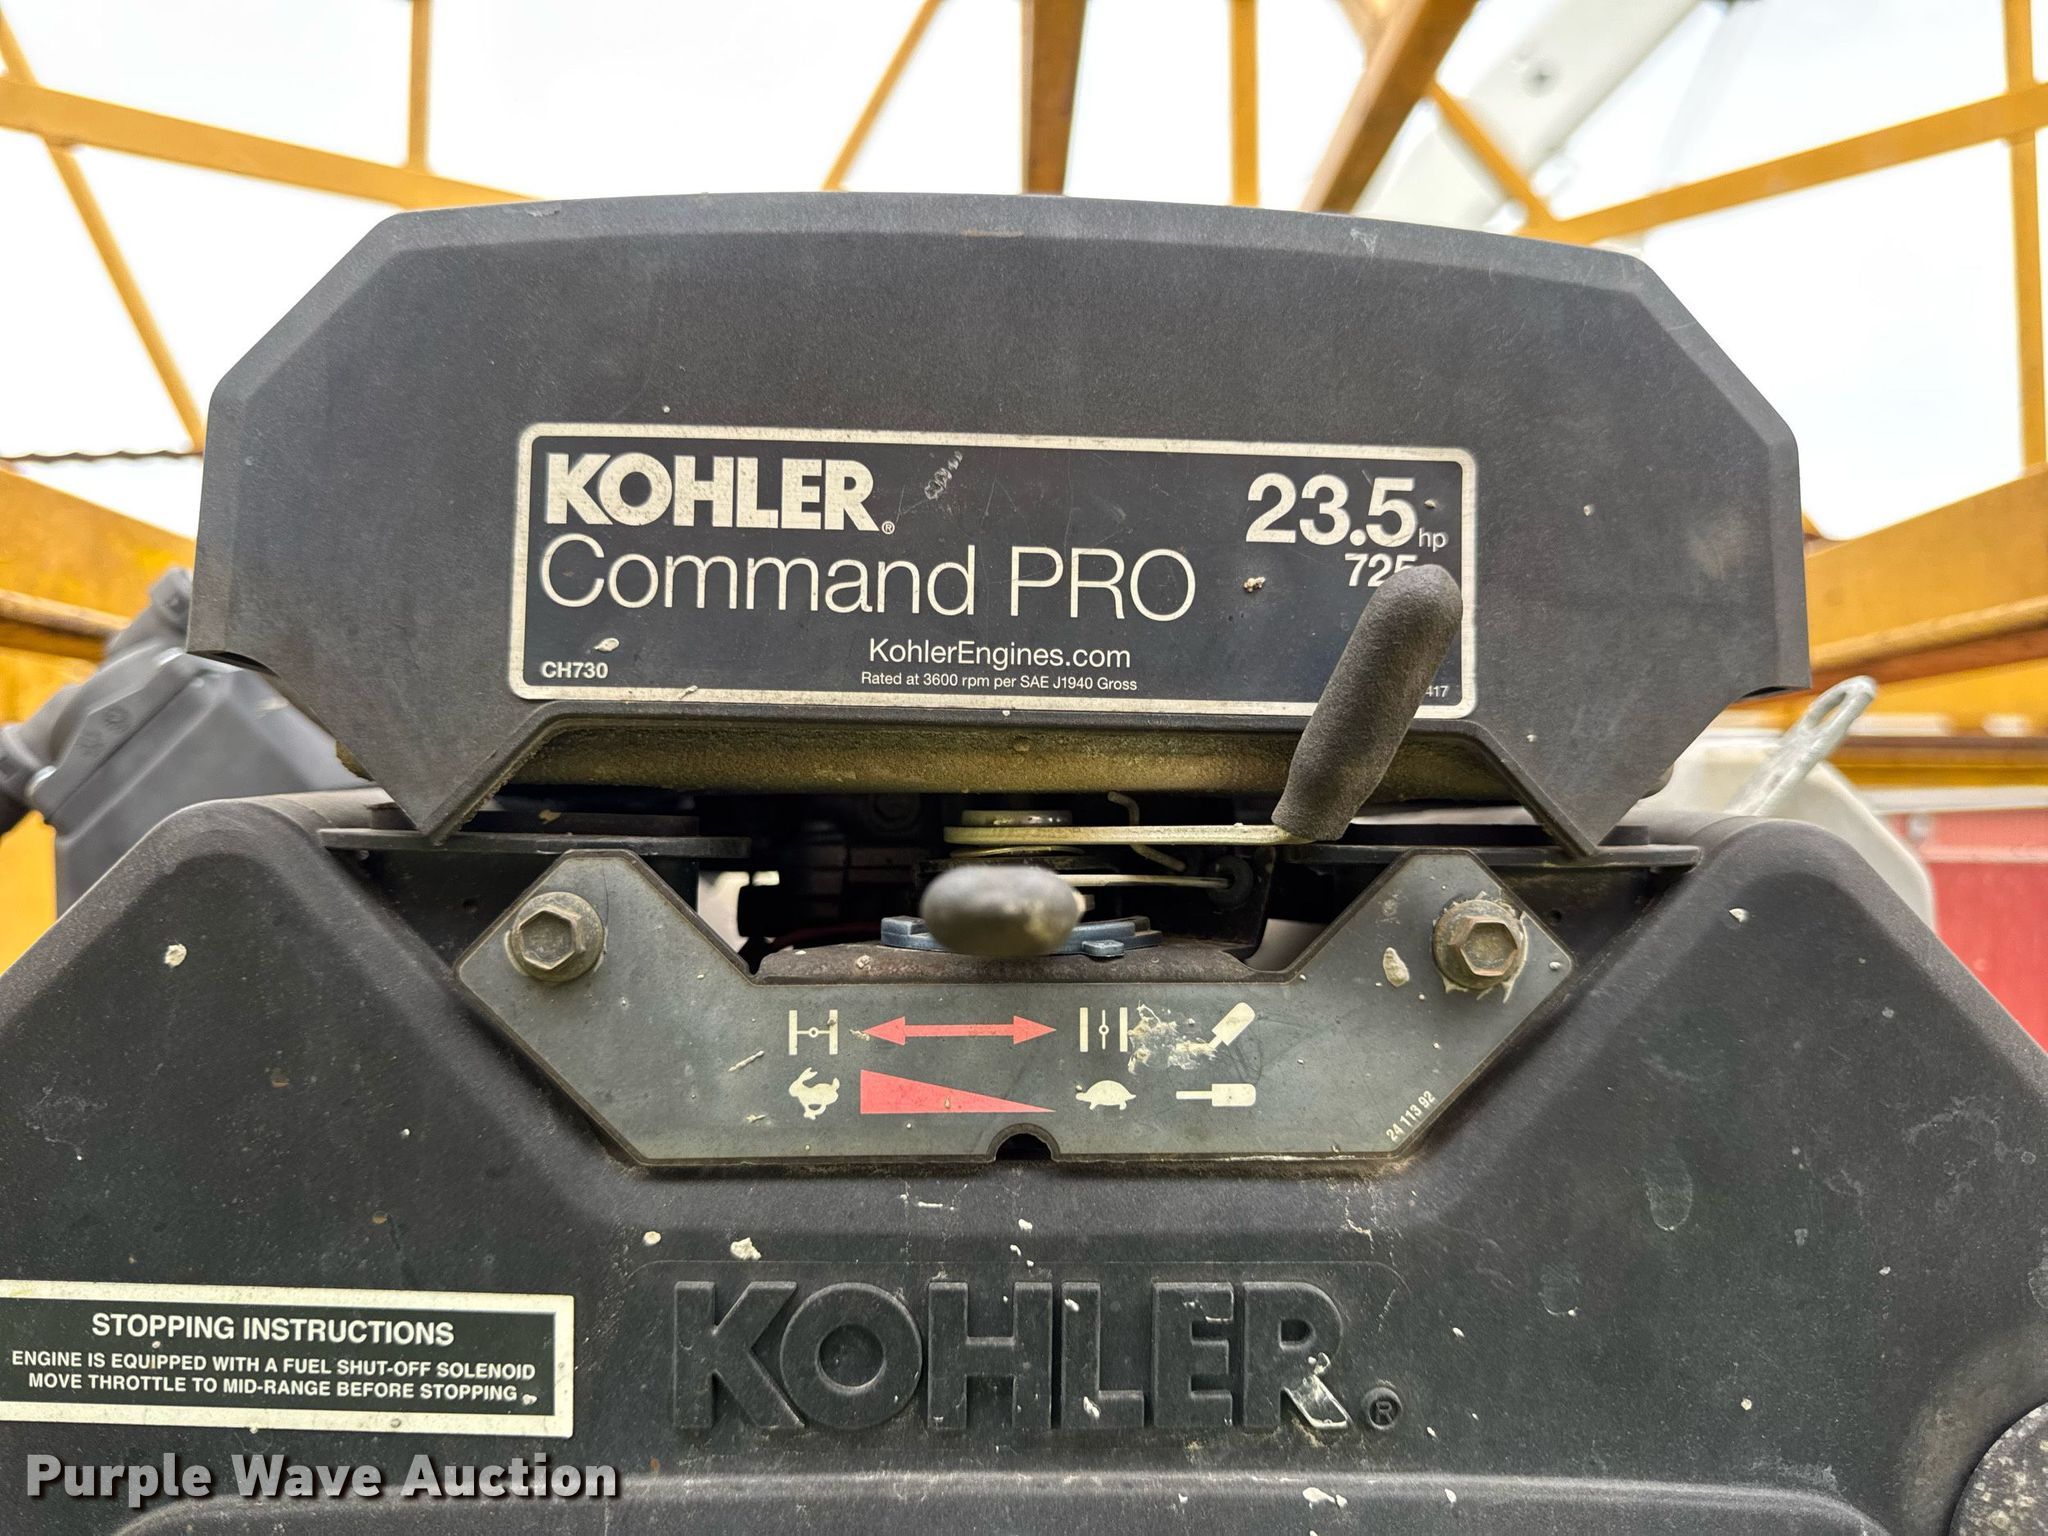 KOHLER®
Command PRO
23.5 hp
KohlerEngines.com
CH730
Rated at 3600 rpm per SAE J1940 Gross
24 113 92
KOHLER®
STOPPING INSTRUCTIONS
ENGINE IS EQUIPPED WITH A FUEL SHUT-OFF SOLENOID
MOVE THROTTLE TO MID-RANGE BEFORE STOPPING
Purple Wave Auction